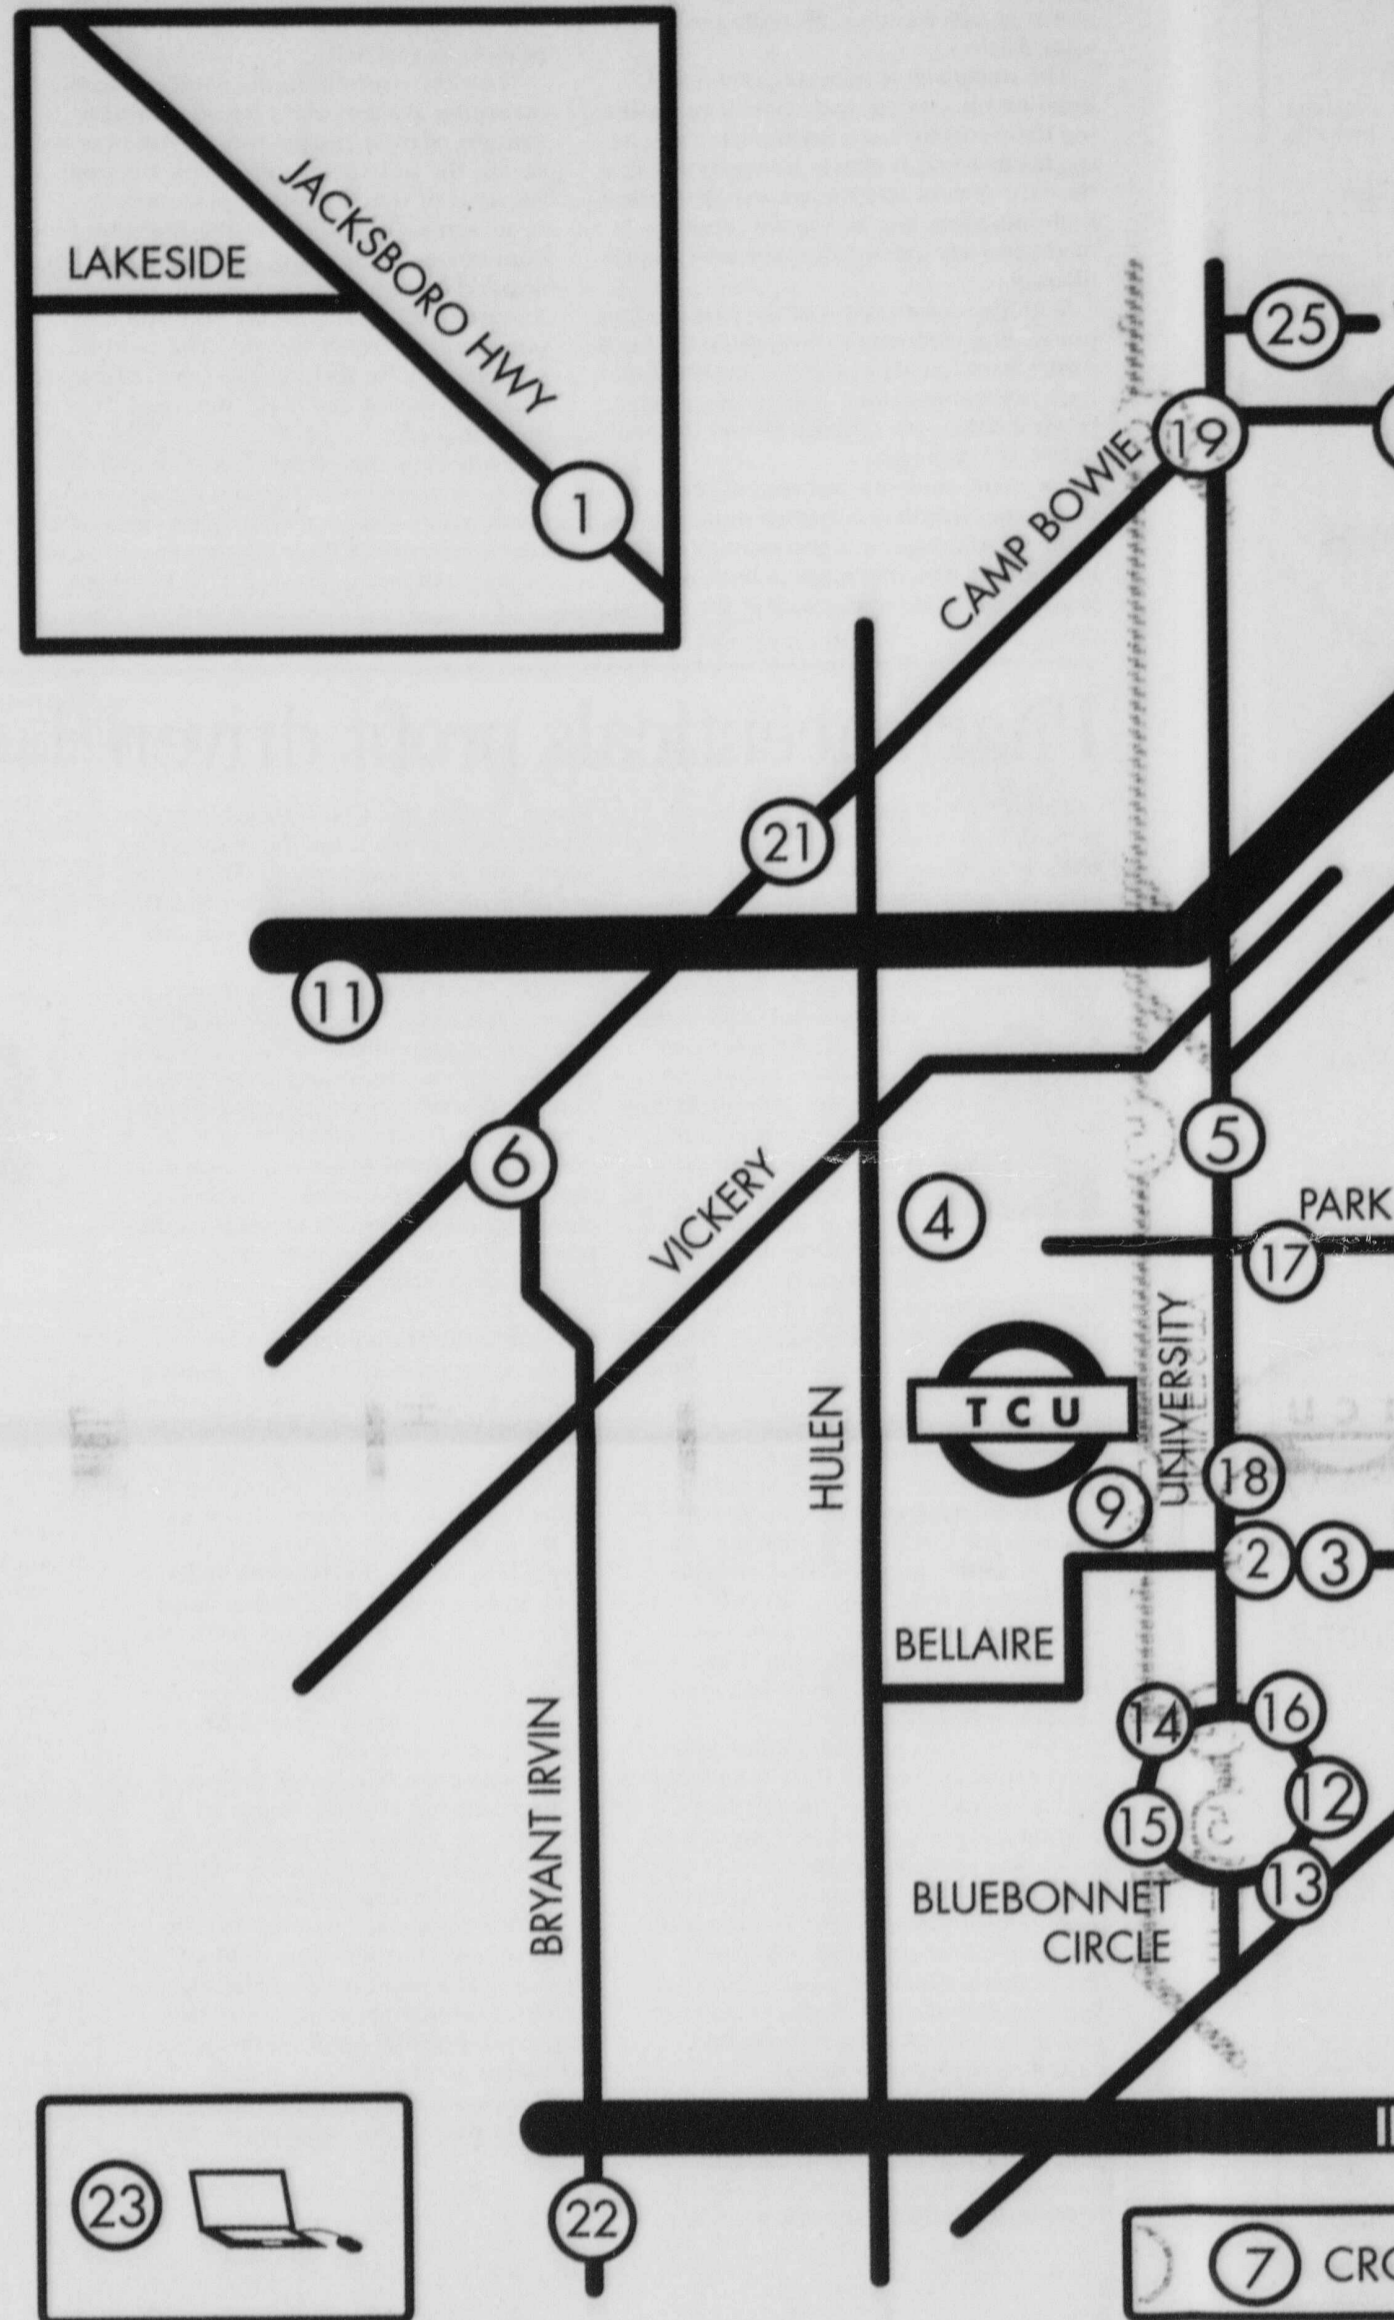 JACKSBORO HWY
LAKESIDE
1
25
19
CAMP BOWIE
21
11
6
5
VICKERY
4
PARK
17
UNIVERSITY
HULEN
TCU
18
9
2
3
BELLAIRE
14
16
12
15
13
BRYANT IRVIN
BLUEBONNET
CIRCLE
23
22
7